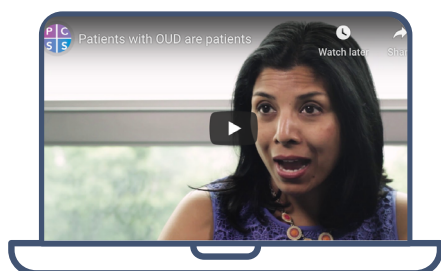 P C
S S
Patients with OUD are patients
Watch later
Shar